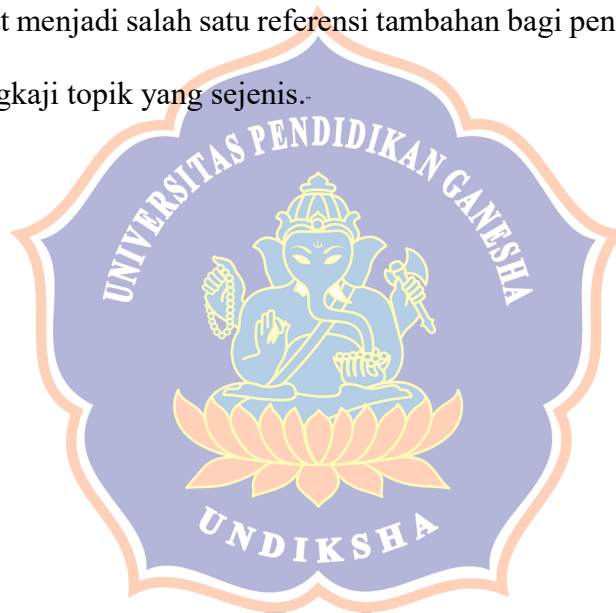 t menjadi salah satu referensi tambahan bagi pen
gkaji topik yang sejenis.
UNIVERSITAS PENDIDIKAN GANESHA
UNDIKSHA